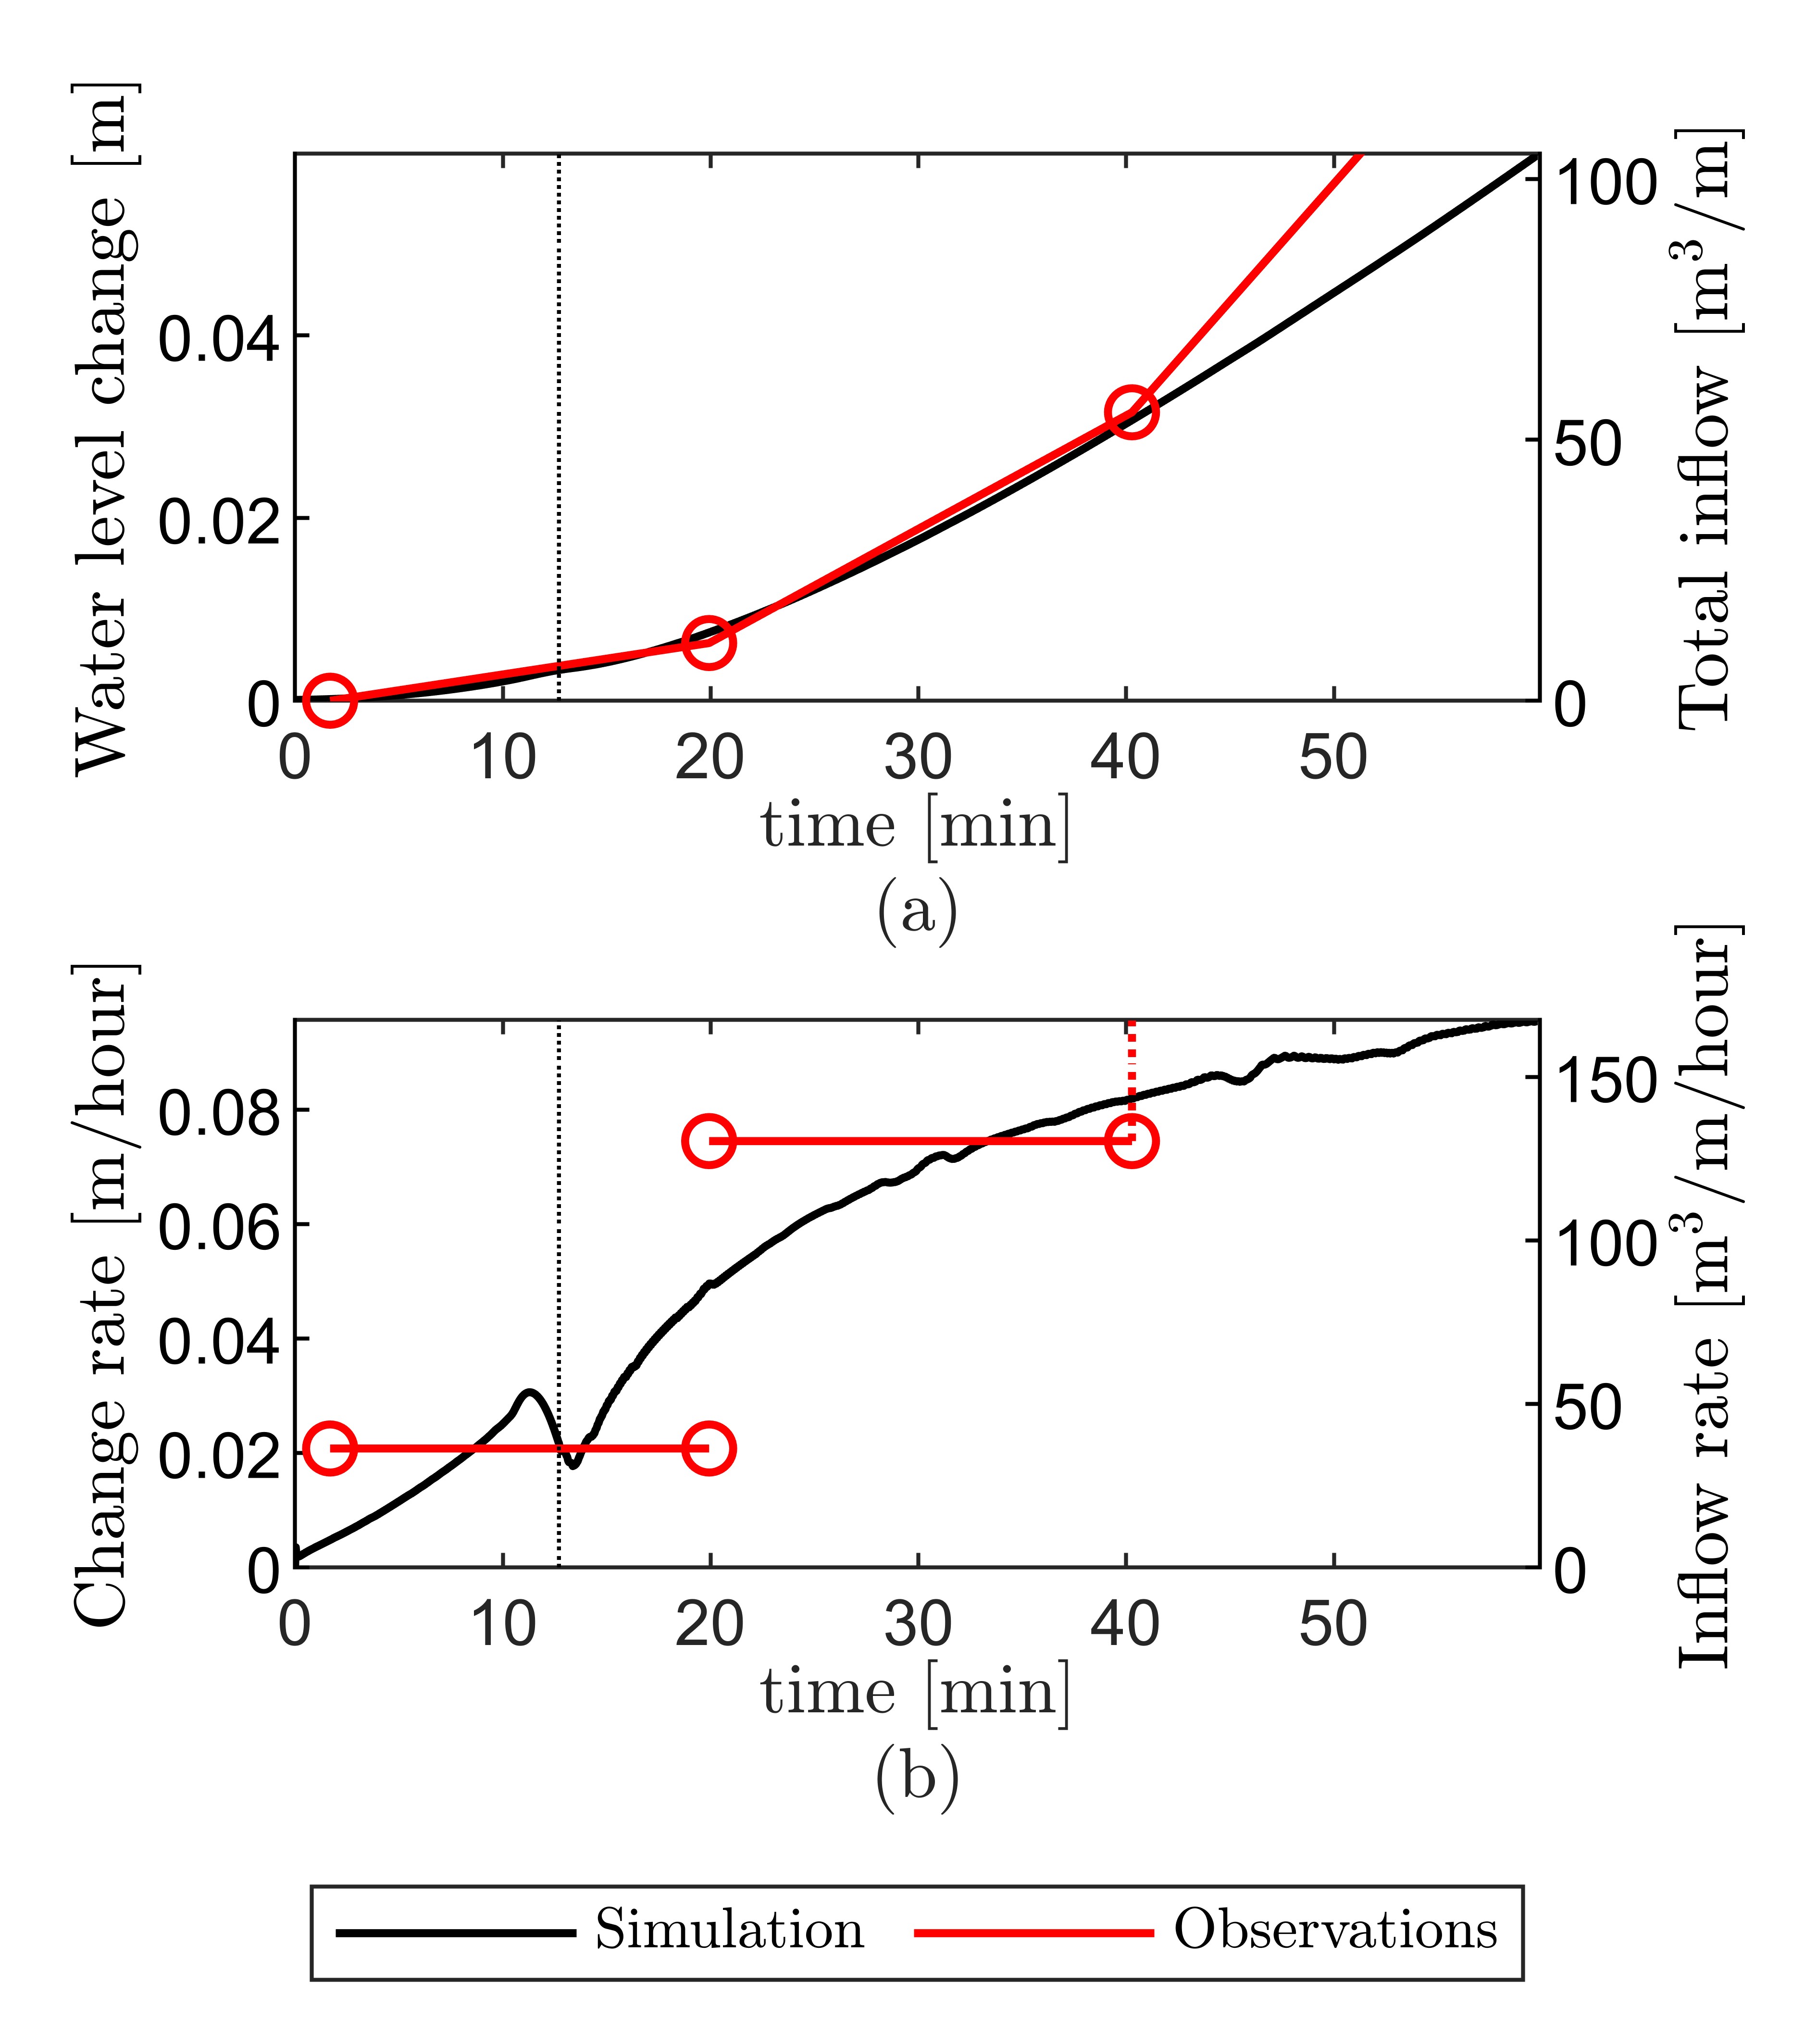 Water level change [m]
0.04
0.02
0
100
50
0
Total inflow [m³/m]
0 10 20 30 40 50
time [min]
(a)
Change rate [m/hour]
0.08
0.06
0.04
0.02
0
150
100
50
0
Inflow rate [m³/m/hour]
0 10 20 30 40 50
time [min]
(b)
Simulation Observations